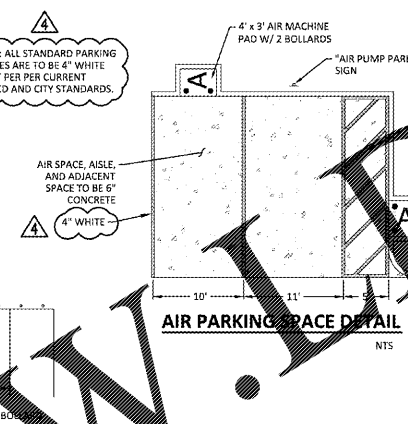 4
4' x 3' AIR MACHINE
PAD W/ 2 BOLLARDS
: ALL STANDARD PARKING
ES ARE TO BE 4" WHITE
T PER PER CURRENT
ED AND CITY STANDARDS.
"AIR PUMP PARK
SIGN
A
AIR SPACE, AISLE,
AND ADJACENT
SPACE TO BE 6"
CONCRETE
4
4" WHITE
A
10'
11'
5'
AIR PARKING SPACE DETAIL
NTS
BOLLARD
W.L